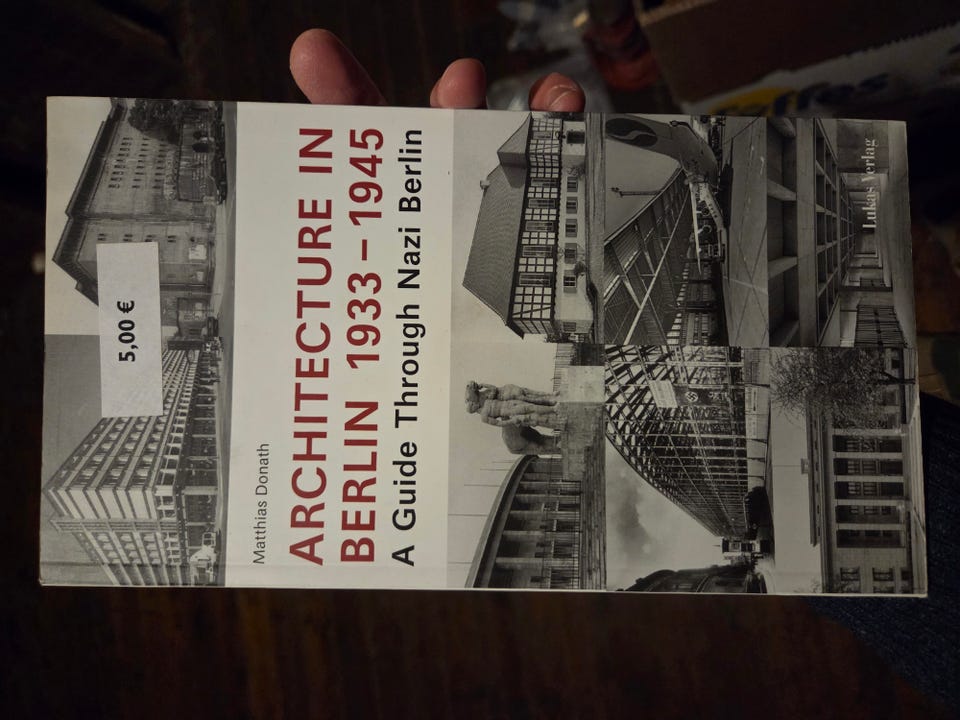 5,00 €
Matthias Donath
ARCHITECTURE IN
BERLIN 1933 – 1945
A Guide Through Nazi Berlin
Lukas Verlag